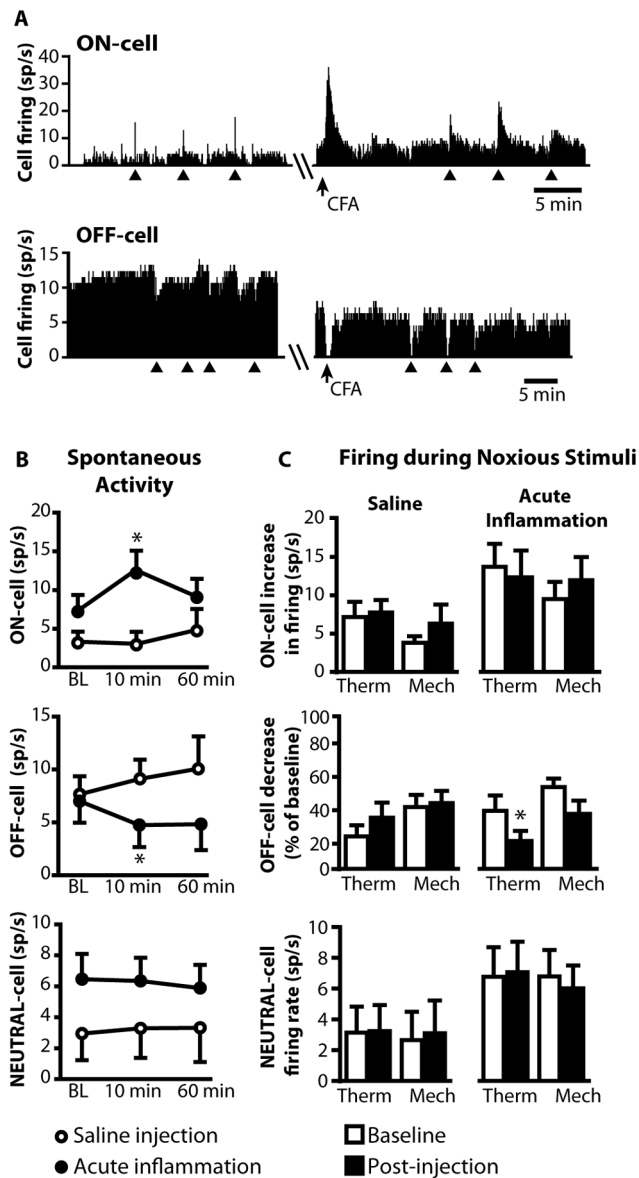 A
ON-cell
Cell firing (sp/s)
40
30
20
10
0
CFA
5 min
OFF-cell
Cell firing (sp/s)
15
10
5
0
CFA
5 min
B Spontaneous
Activity
ON-cell (sp/s)
20
15
10
5
0
*
BL 10 min 60 min
OFF-cell (sp/s)
15
10
5
0
*
BL 10 min 60 min
NEUTRAL-cell (sp/s)
8
6
4
2
0
BL 10 min 60 min
C Firing during Noxious Stimuli
Saline
Acute
Inflammation
ON-cell increase
in firing (sp/s)
20
15
10
5
0
Therm Mech
Therm Mech
OFF-cell decrease
(% of baseline)
100
80
60
40
20
0
*
Therm Mech
Therm Mech
NEUTRAL-cell
firing rate (sp/s)
10
8
6
4
2
0
Therm Mech
Therm Mech
Saline injection
Acute inflammation
Baseline
Post-injection